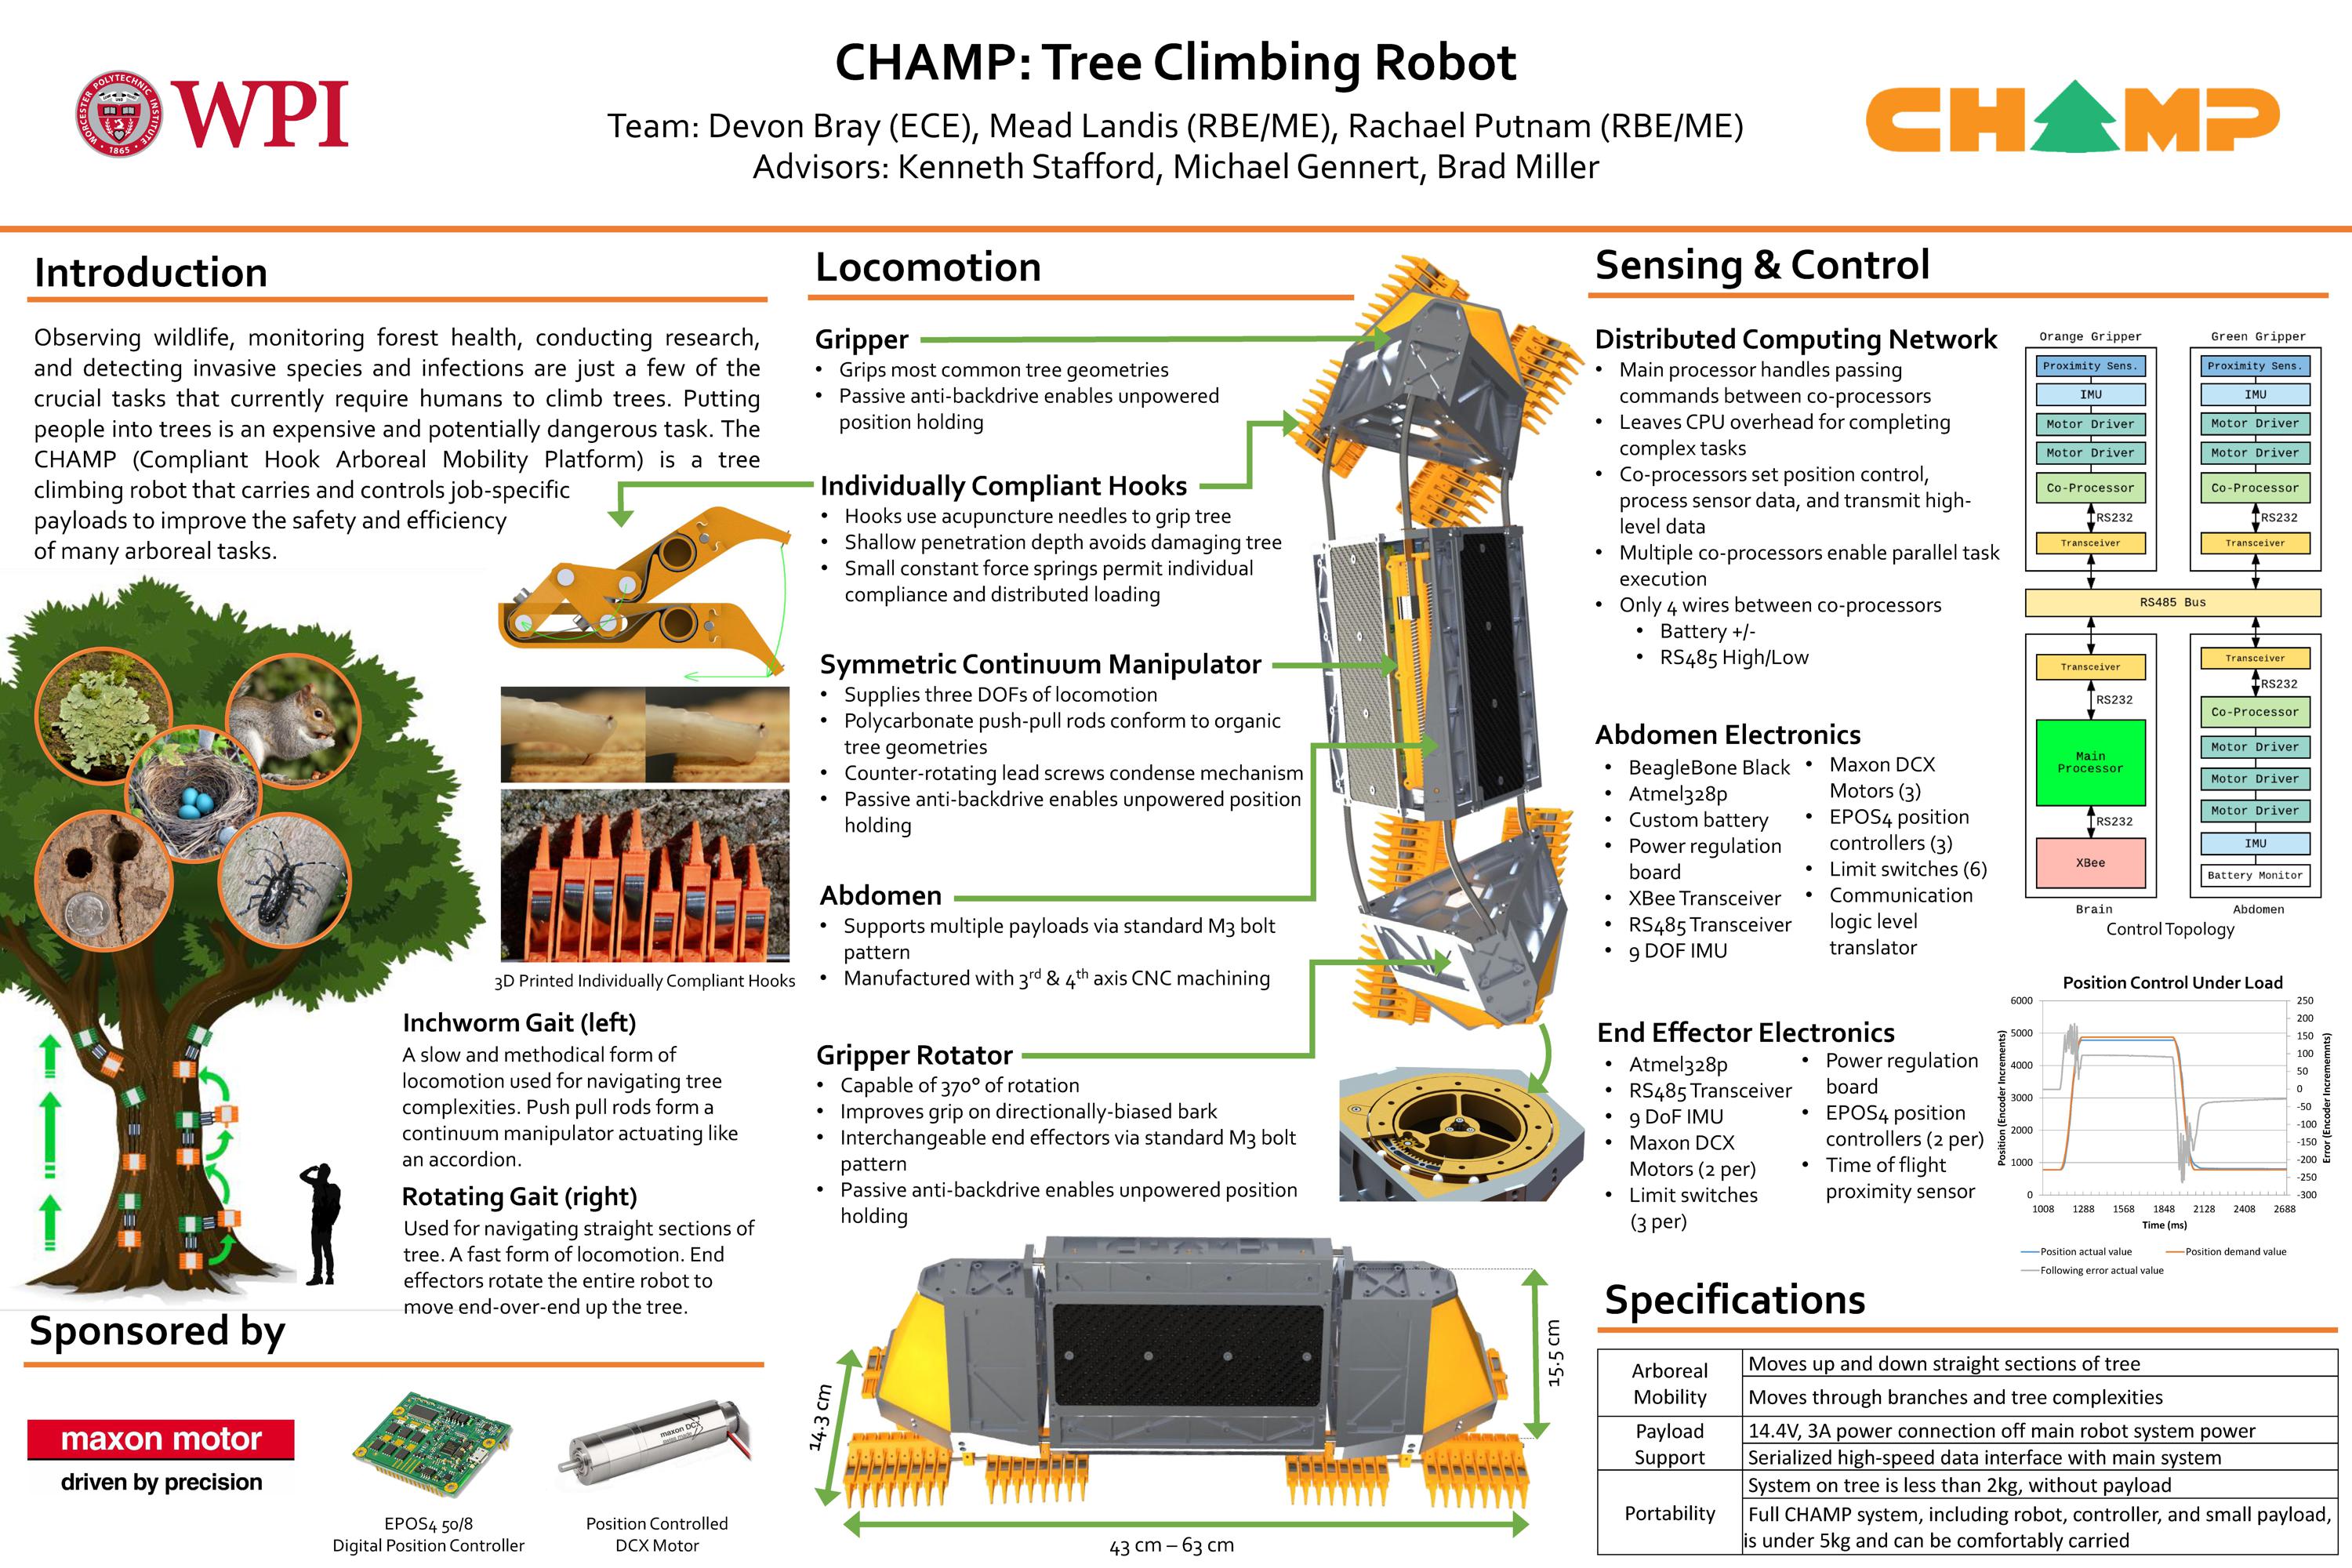 WORCESTER POLYTECHNIC INSTITUTE
1865
WPI
CHAMP: Tree Climbing Robot
Team: Devon Bray (ECE), Mead Landis (RBE/ME), Rachael Putnam (RBE/ME)
Advisors: Kenneth Stafford, Michael Gennert, Brad Miller
CHAMP
Introduction
Observing wildlife, monitoring forest health, conducting research,
and detecting invasive species and infections are just a few of the
crucial tasks that currently require humans to climb trees. Putting
people into trees is an expensive and potentially dangerous task. The
CHAMP (Compliant Hook Arboreal Mobility Platform) is a tree
climbing robot that carries and controls job-specific
payloads to improve the safety and efficiency
of many arboreal tasks.
3D Printed Individually Compliant Hooks
Inchworm Gait (left)
A slow and methodical form of
locomotion used for navigating tree
complexities. Push pull rods form a
continuum manipulator actuating like
an accordion.
Rotating Gait (right)
Used for navigating straight sections of
tree. A fast form of locomotion. End
effectors rotate the entire robot to
move end-over-end up the tree.
Sponsored by
maxon motor
driven by precision
EPOS4 50/8
Digital Position Controller
maxon DCX
Position Controlled
DCX Motor
Locomotion
Gripper
• Grips most common tree geometries
• Passive anti-backdrive enables unpowered
position holding
Individually Compliant Hooks
• Hooks use acupuncture needles to grip tree
• Shallow penetration depth avoids damaging tree
• Small constant force springs permit individual
compliance and distributed loading
Symmetric Continuum Manipulator
• Supplies three DOFs of locomotion
• Polycarbonate push-pull rods conform to organic
tree geometries
• Counter-rotating lead screws condense mechanism
• Passive anti-backdrive enables unpowered position
holding
Abdomen
• Supports multiple payloads via standard M3 bolt
pattern
• Manufactured with 3rd & 4th axis CNC machining
Gripper Rotator
• Capable of 370° of rotation
• Improves grip on directionally-biased bark
• Interchangeable end effectors via standard M3 bolt
pattern
• Passive anti-backdrive enables unpowered position
holding
14.3 cm
15.5 cm
43 cm – 63 cm
Sensing & Control
Distributed Computing Network
• Main processor handles passing
commands between co-processors
• Leaves CPU overhead for completing
complex tasks
• Co-processors set position control,
process sensor data, and transmit high-
level data
• Multiple co-processors enable parallel task
execution
• Only 4 wires between co-processors
• Battery +/-
• RS485 High/Low
Orange Gripper
Proximity Sens.
IMU
Motor Driver
Motor Driver
Co-Processor
RS232
Transceiver
Green Gripper
Proximity Sens.
IMU
Motor Driver
Motor Driver
Co-Processor
RS232
Transceiver
RS485 Bus
Transceiver
RS232
Main
Processor
RS232
XBee
Brain
Transceiver
RS232
Co-Processor
Motor Driver
Motor Driver
Motor Driver
IMU
Battery Monitor
Abdomen
Control Topology
Abdomen Electronics
• BeagleBone Black
• Atmel328p
• Custom battery
• Power regulation
board
• XBee Transceiver
• RS485 Transceiver
• 9 DOF IMU
• Maxon DCX
Motors (3)
• EPOS4 position
controllers (3)
• Limit switches (6)
• Communication
logic level
translator
End Effector Electronics
• Atmel328p
• RS485 Transceiver
• 9 DoF IMU
• Maxon DCX
Motors (2 per)
• Limit switches
(3 per)
• Power regulation
board
• EPOS4 position
controllers (2 per)
• Time of flight
proximity sensor
Position Control Under Load
Position (Encoder Increments)
6000
5000
4000
3000
2000
1000
0
250
200
150
100
50
0
-50
-100
-150
-200
-250
-300
Error (Encoder Incrememnts)
1008 1288 1568 1848 2128 2408 2688
Time (ms)
Position actual value
Position demand value
Following error actual value
Specifications
Arboreal
Mobility
Moves up and down straight sections of tree
Moves through branches and tree complexities
Payload
Support
14.4V, 3A power connection off main robot system power
Serialized high-speed data interface with main system
Portability
System on tree is less than 2kg, without payload
Full CHAMP system, including robot, controller, and small payload,
is under 5kg and can be comfortably carried